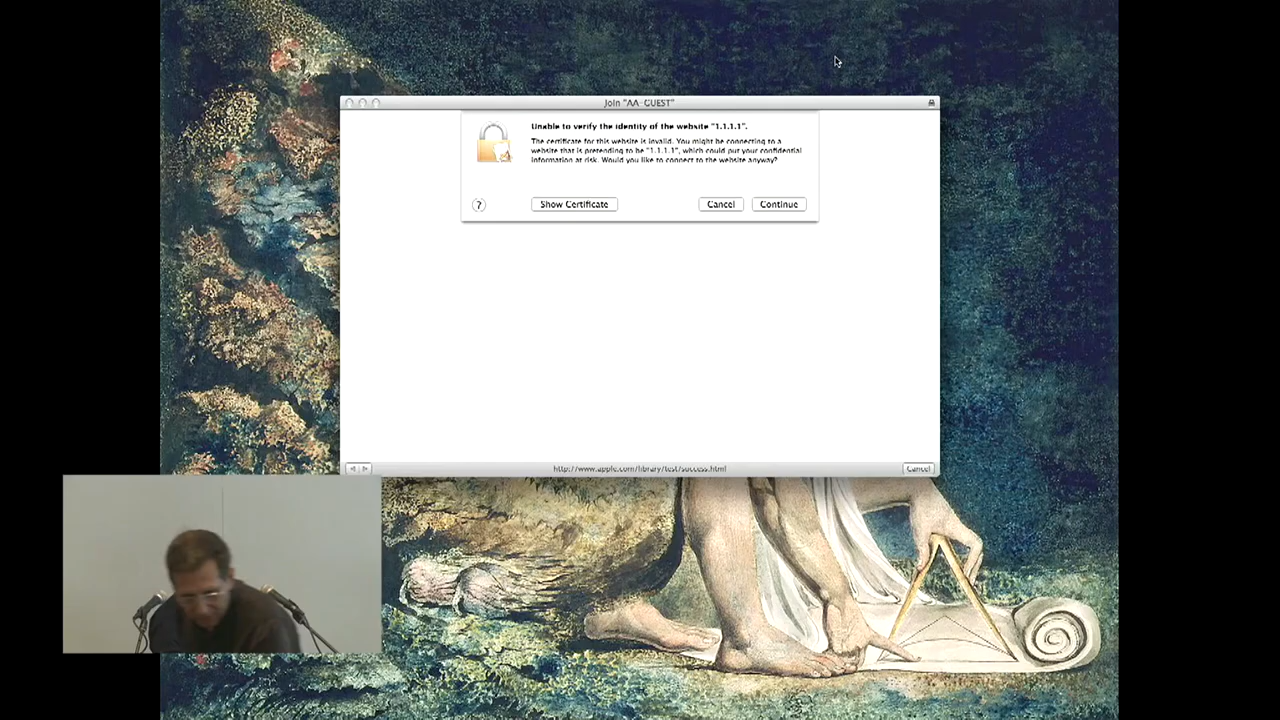 Join "AA-GUEST"
Unable to verify the identity of the website "1.1.1.1".
The certificate for this website is invalid. You might be connecting to a
website that is pretending to be "1.1.1.1", which could put your confidential
information at risk. Would you like to connect to the website anyway?
?
Show Certificate
Cancel
Continue
http://www.apple.com/library/test/success.html
Cancel